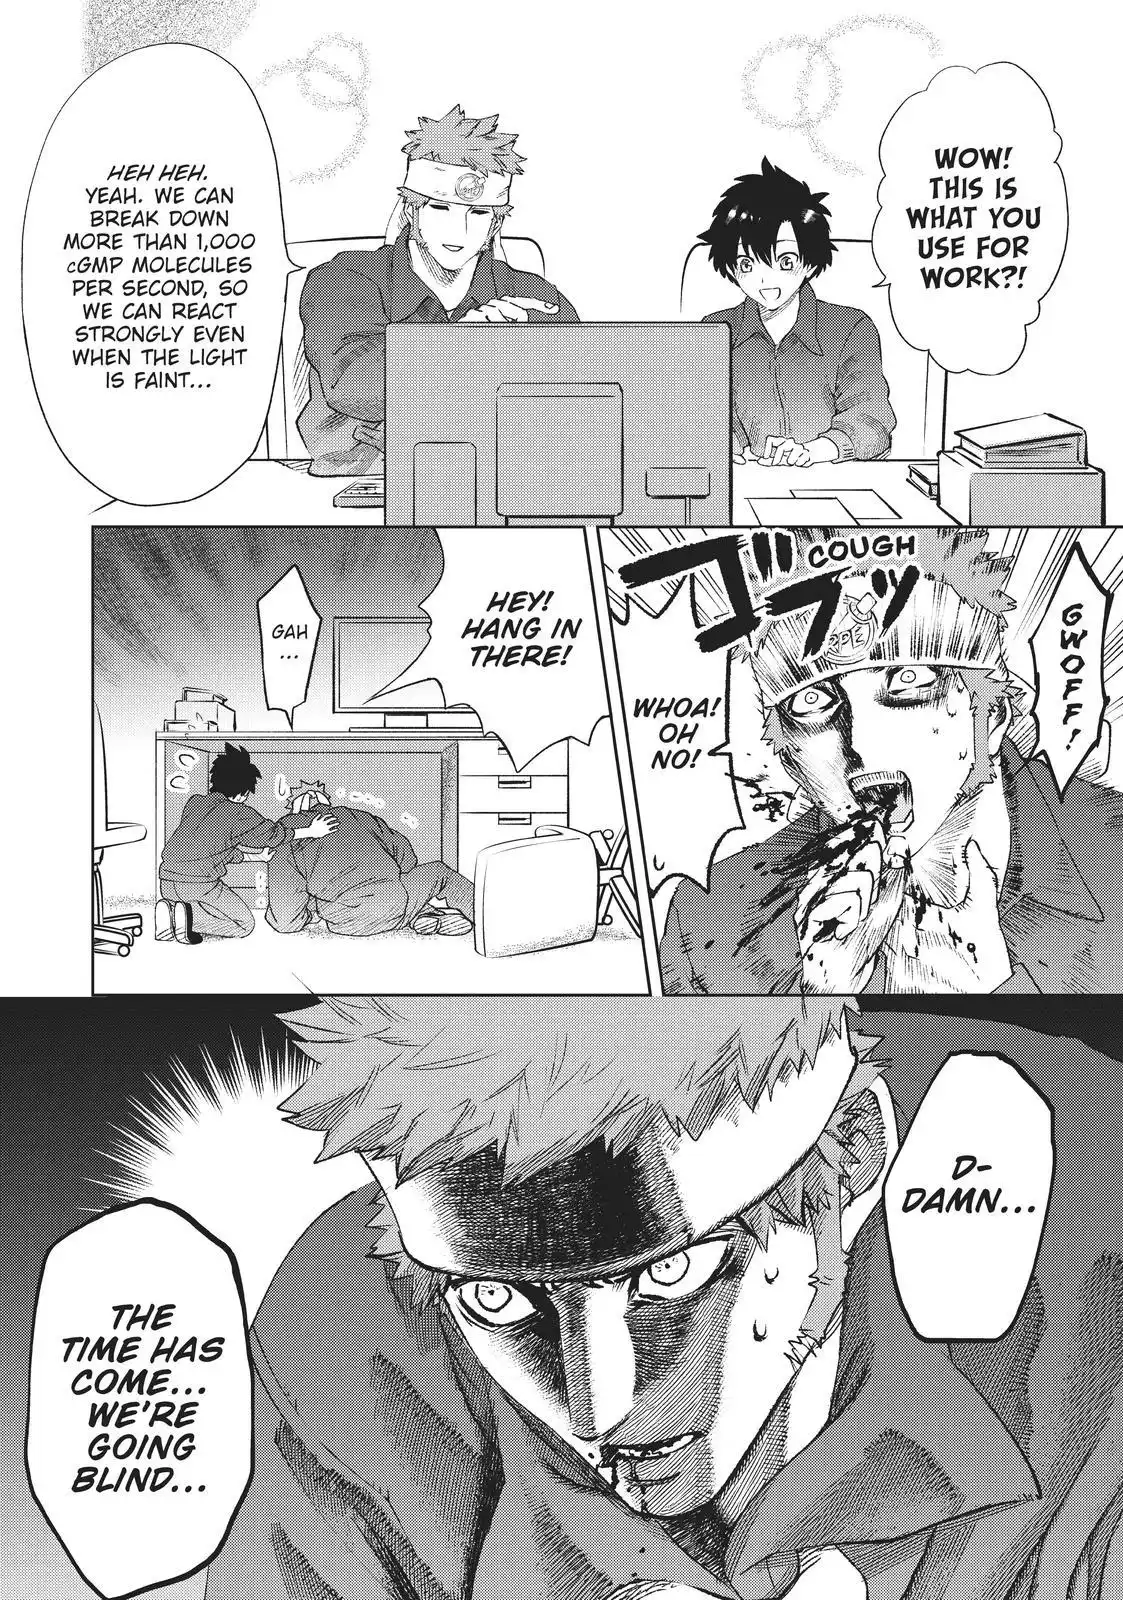 WOW!
THIS IS
WHAT YOU
USE FOR
WORK?!
HEH HEH.
YEAH. WE CAN
BREAK DOWN
MORE THAN 1,000
cGMP MOLECULES
PER SECOND, SO
WE CAN REACT
STRONGLY EVEN
WHEN THE LIGHT
IS FAINT...
GWOFF!
COUGH
ゴフッ
PPE
WHOA!
OH
NO!
HEY!
HANG IN
THERE!
GAH
...
D-
DAMN...
THE
TIME HAS
COME...
WE'RE
GOING
BLIND...